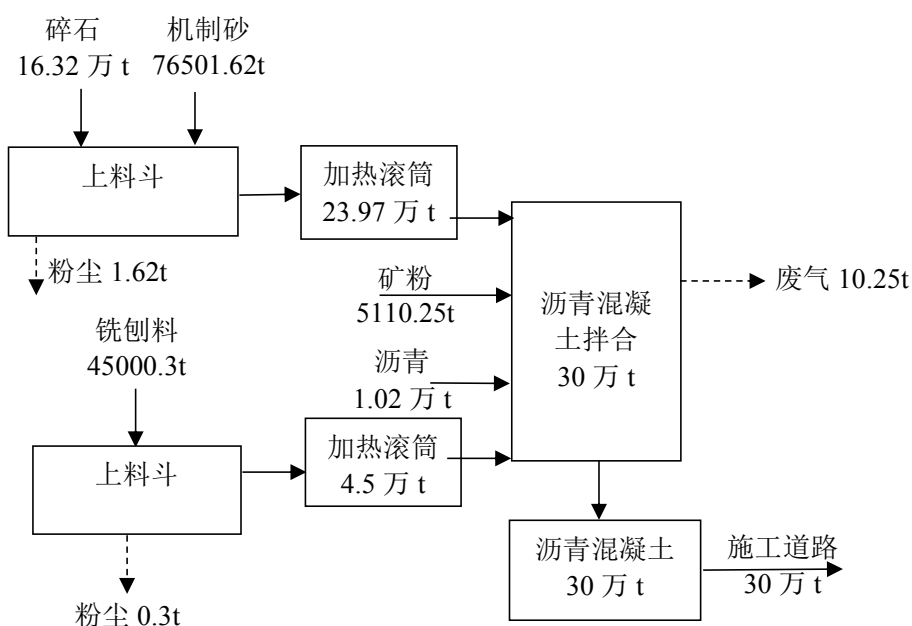 碎石
16.32 万 t
机制砂
76501.62t
上料斗
加热滚筒
23.97 万 t
粉尘 1.62t
矿粉
5110.25t
沥青混凝
土拌合
30 万 t
废气 10.25t
铣刨料
45000.3t
沥青
1.02 万 t
上料斗
加热滚筒
4.5 万 t
沥青混凝土
30 万 t
施工道路
30 万 t
粉尘 0.3t